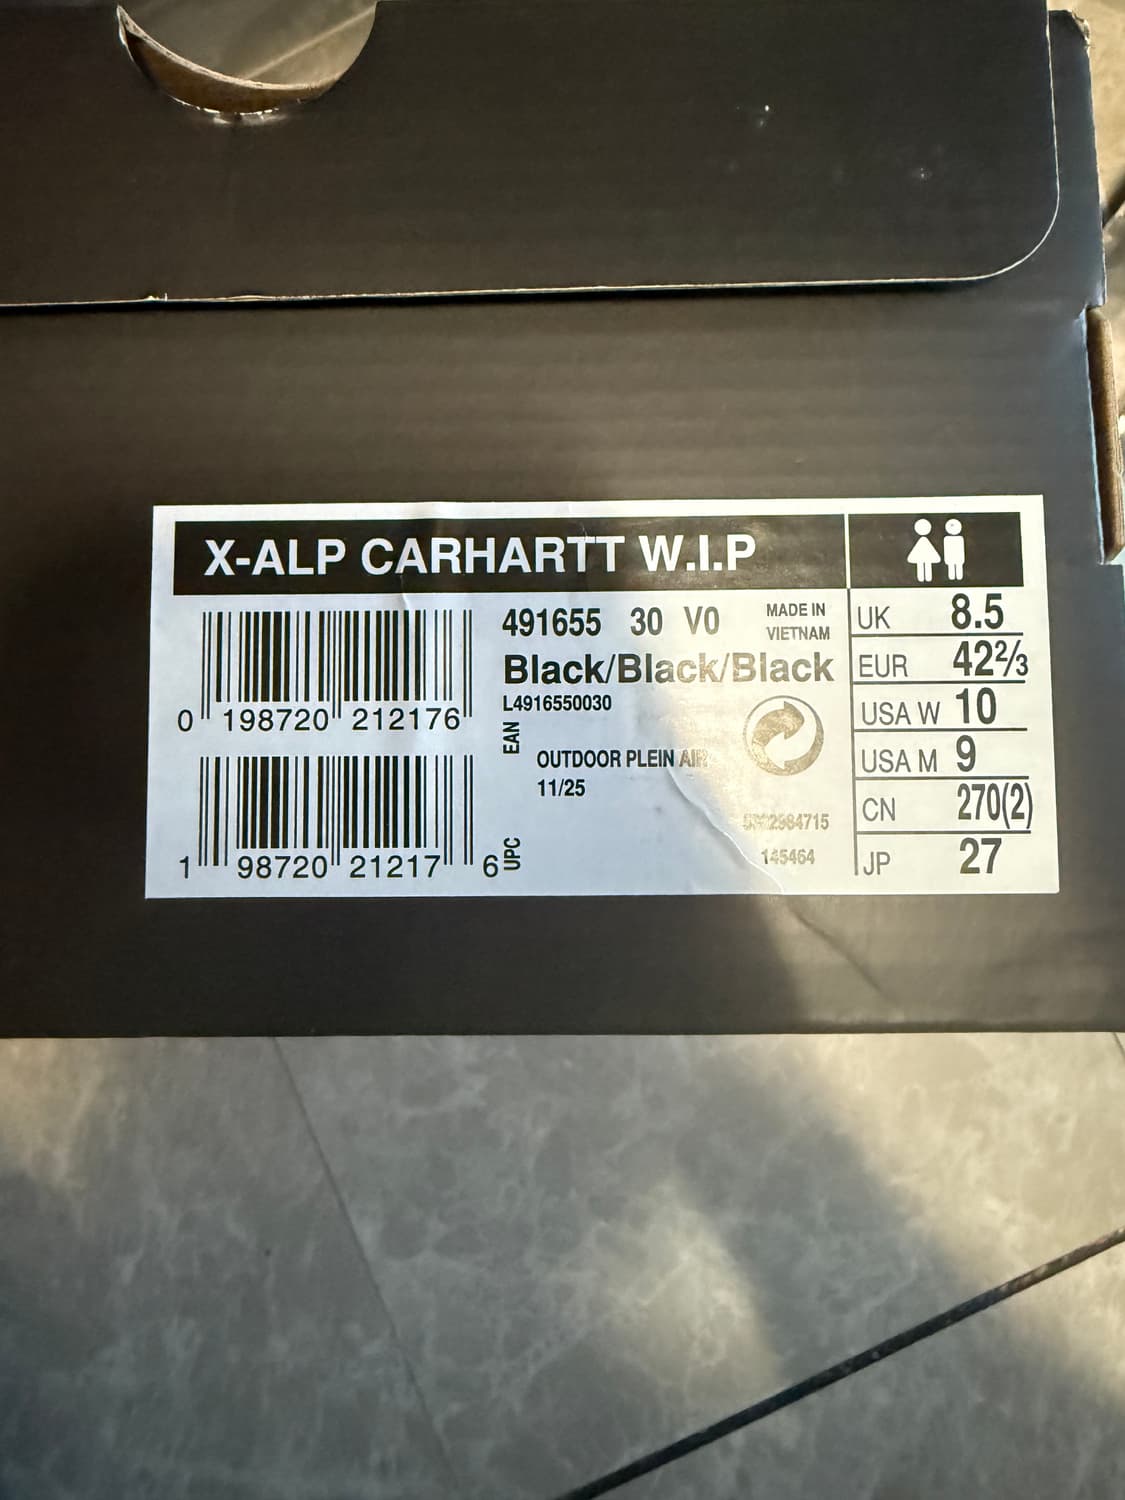 X-ALP CARHARTT W.I.P
0 198720 212176
1 98720 21217 6
EAN
UPC
491655 30 V0
MADE IN
VIETNAM
Black/Black/Black
L4916550030
OUTDOOR PLEIN AIR
11/25
145464
UK 8.5
EUR 42⅔
USA W 10
USA M 9
CN 270(2)
JP 27